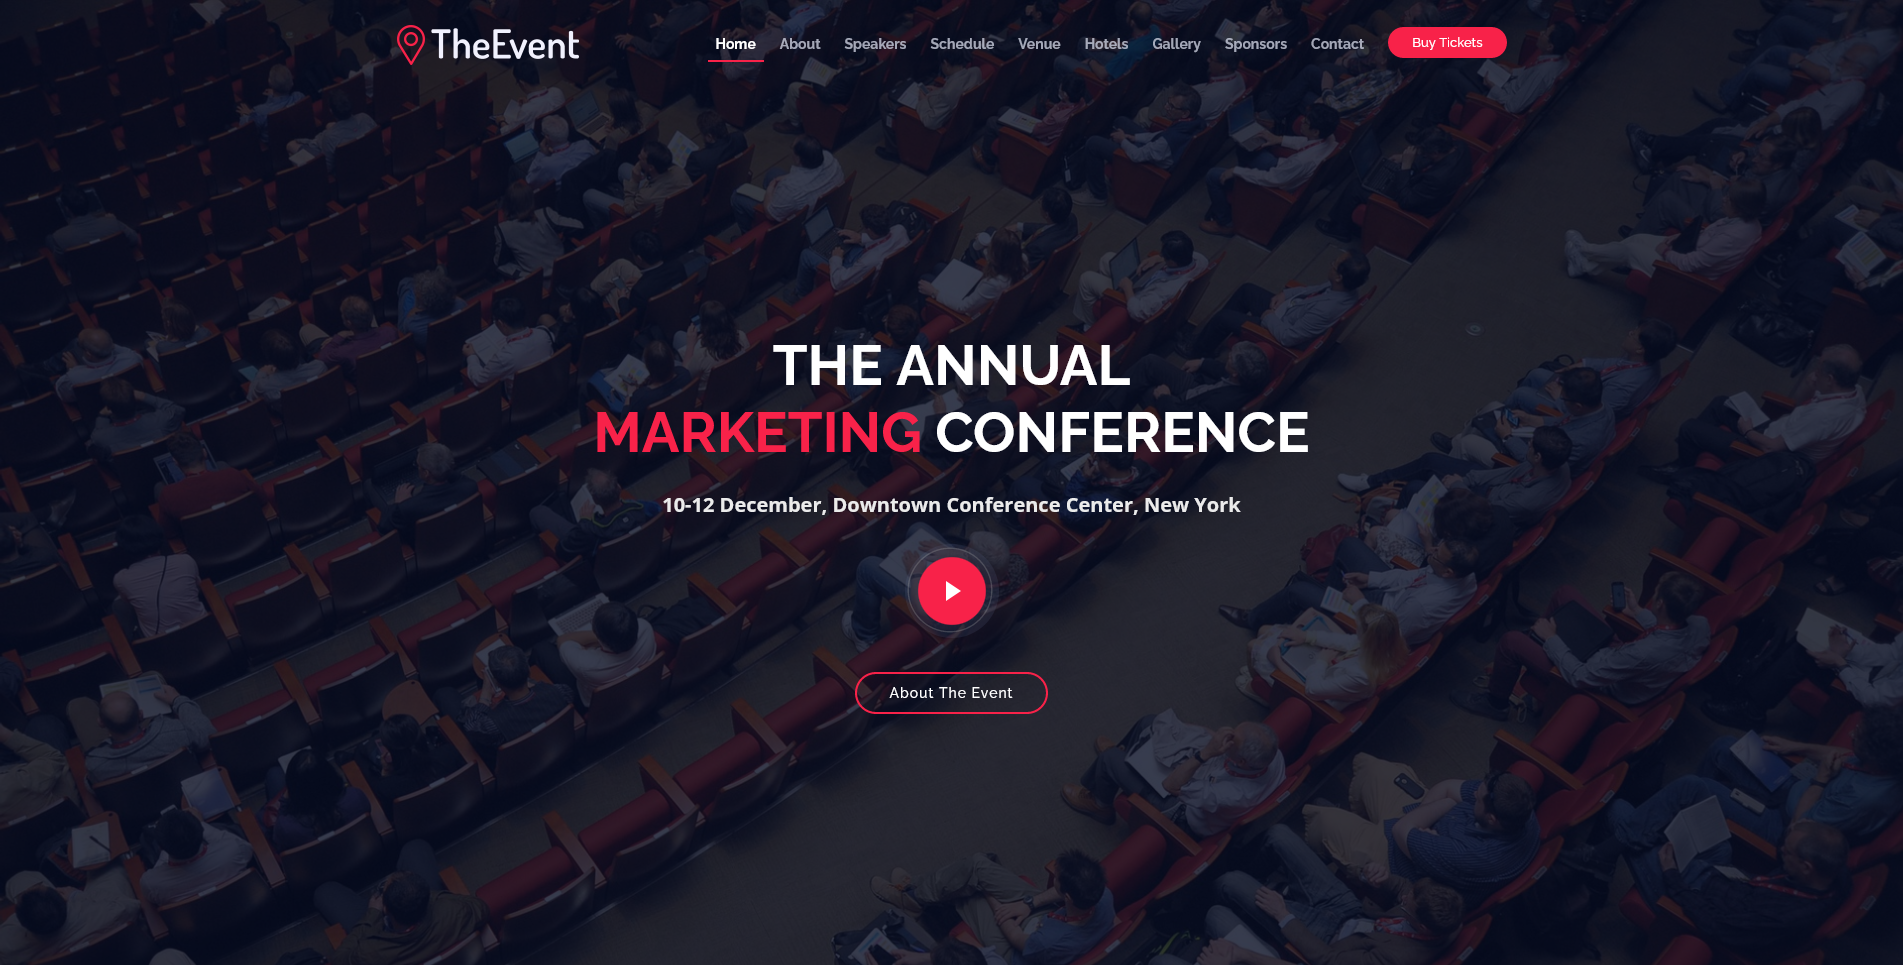 TheEvent
Home About Speakers Schedule Venue Hotels Gallery Sponsors Contact Buy Tickets
THE ANNUAL
MARKETING CONFERENCE
10-12 December, Downtown Conference Center, New York
About The Event